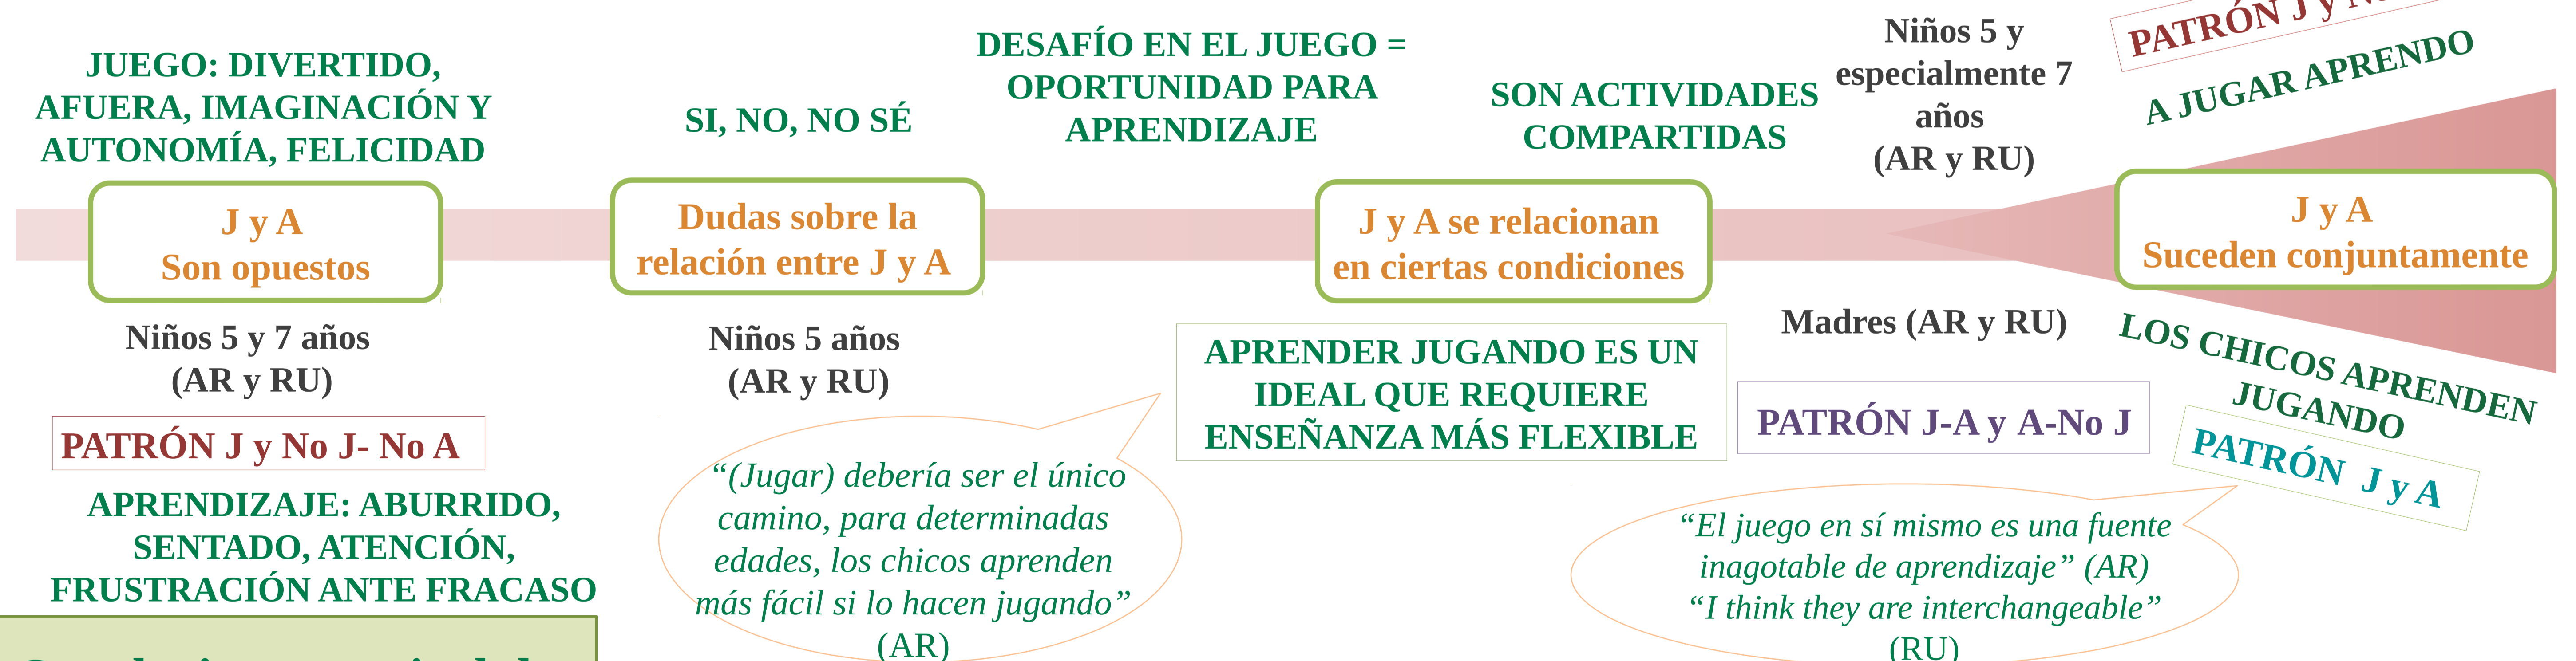 JUEGO: DIVERTIDO,
AFUERA, IMAGINACIÓN Y
AUTONOMÍA, FELICIDAD
J y A
Son opuestos
Niños 5 y 7 años
(AR y RU)
PATRÓN J y No J- No A
APRENDIZAJE: ABURRIDO,
SENTADO, ATENCIÓN,
FRUSTRACIÓN ANTE FRACASO
SI, NO, NO SÉ
Dudas sobre la
relación entre J y A
Niños 5 años
(AR y RU)
“(Jugar) debería ser el único
camino, para determinadas
edades, los chicos aprenden
más fácil si lo hacen jugando”
(AR)
DESAFÍO EN EL JUEGO =
OPORTUNIDAD PARA
APRENDIZAJE
SON ACTIVIDADES
COMPARTIDAS
J y A se relacionan
en ciertas condiciones
APRENDER JUGANDO ES UN
IDEAL QUE REQUIERE
ENSEÑANZA MÁS FLEXIBLE
Niños 5 y
especialmente 7
años
(AR y RU)
Madres (AR y RU)
PATRÓN J-A y A-No J
PATRÓN J y
A JUGAR APRENDO
J y A
Suceden conjuntamente
LOS CHICOS APRENDEN
JUGANDO
PATRÓN J y A
“El juego en sí mismo es una fuente
inagotable de aprendizaje” (AR)
“I think they are interchangeable”
(RU)